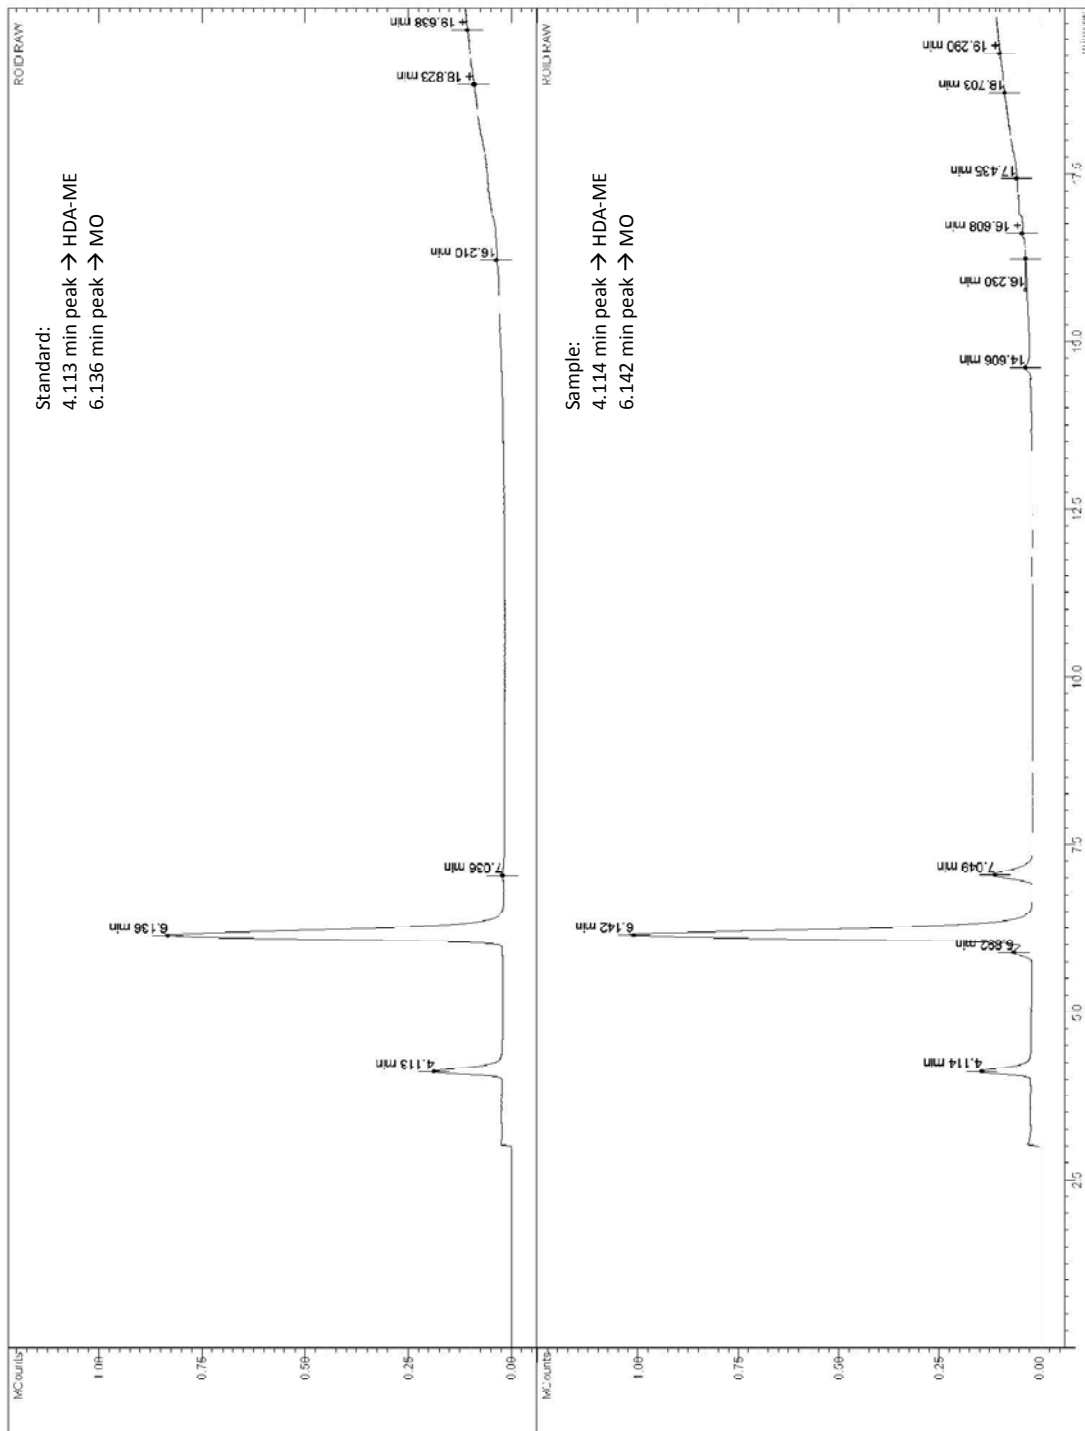 MCounts
ROID RAW
1.00
0.75
0.50
0.25
0.00
4.113 min
6.136 min
7.036 min
16.210 min
+ 18.823 min
+ 19.638 min
Standard:
4.113 min peak → HDA-ME
6.136 min peak → MO
MCounts
ROID RAW
1.00
0.75
0.50
0.25
0.00
4.114 min
6.142 min
7.049 min
14.606 min
16.230 min
+ 16.608 min
17.435 min
18.703 min
+ 19.290 min
Sample:
4.114 min peak → HDA-ME
6.142 min peak → MO
2.5
5.0
7.5
10.0
12.5
15.0
17.5